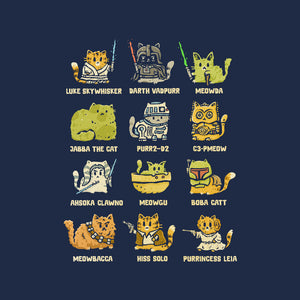 LUKE SKYWHISKER DARTH VADPURR MEOWDA
JABBA THE CAT PURR2-D2 C3-PMEOW
AHSOKA CLAWNO MEOWGU BOBA CATT
MEOWBACCA HISS SOLO PURRINCESS LEIA